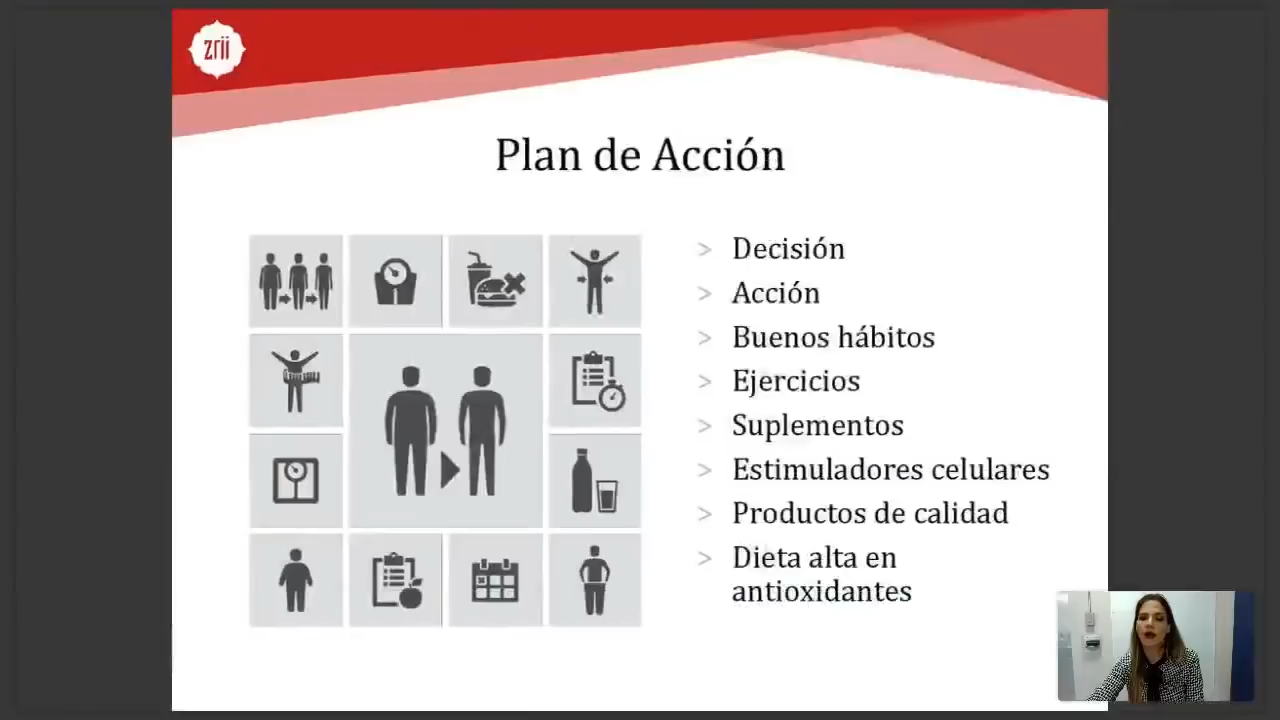 zrii
Plan de Acción
> Decisión
> Acción
> Buenos hábitos
> Ejercicios
> Suplementos
> Estimuladores celulares
> Productos de calidad
> Dieta alta en
antioxidantes